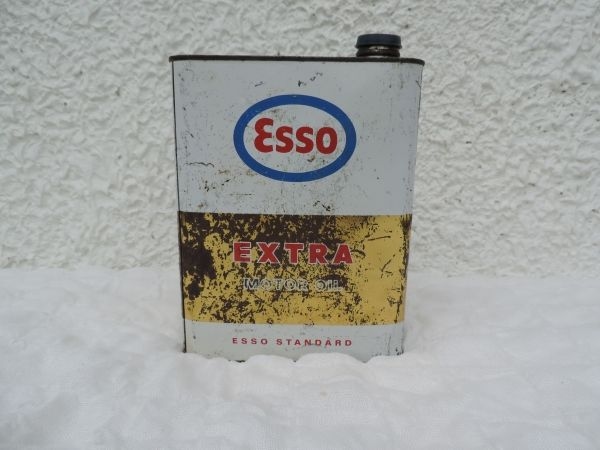 Esso
EXTRA
MOTOR OIL
ESSO STANDARD